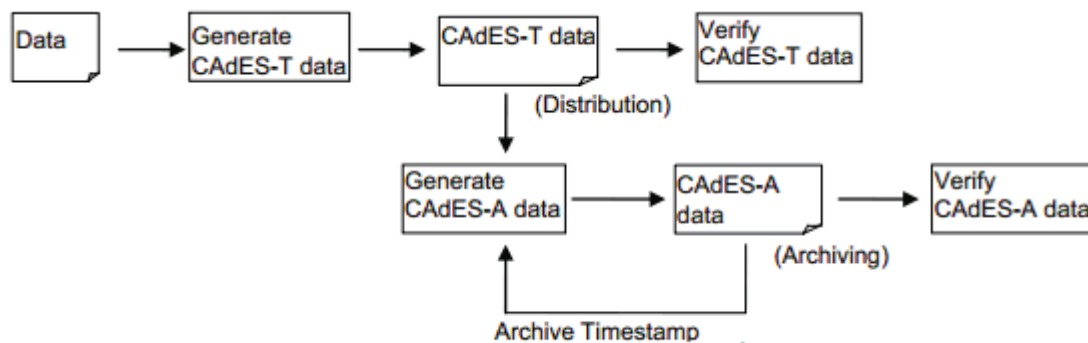 Data
Generate
CAdES-T data
CAdES-T data
Verify
CAdES-T data
(Distribution)
Generate
CAdES-A data
CAdES-A
data
Verify
CAdES-A data
(Archiving)
Archive Timestamp